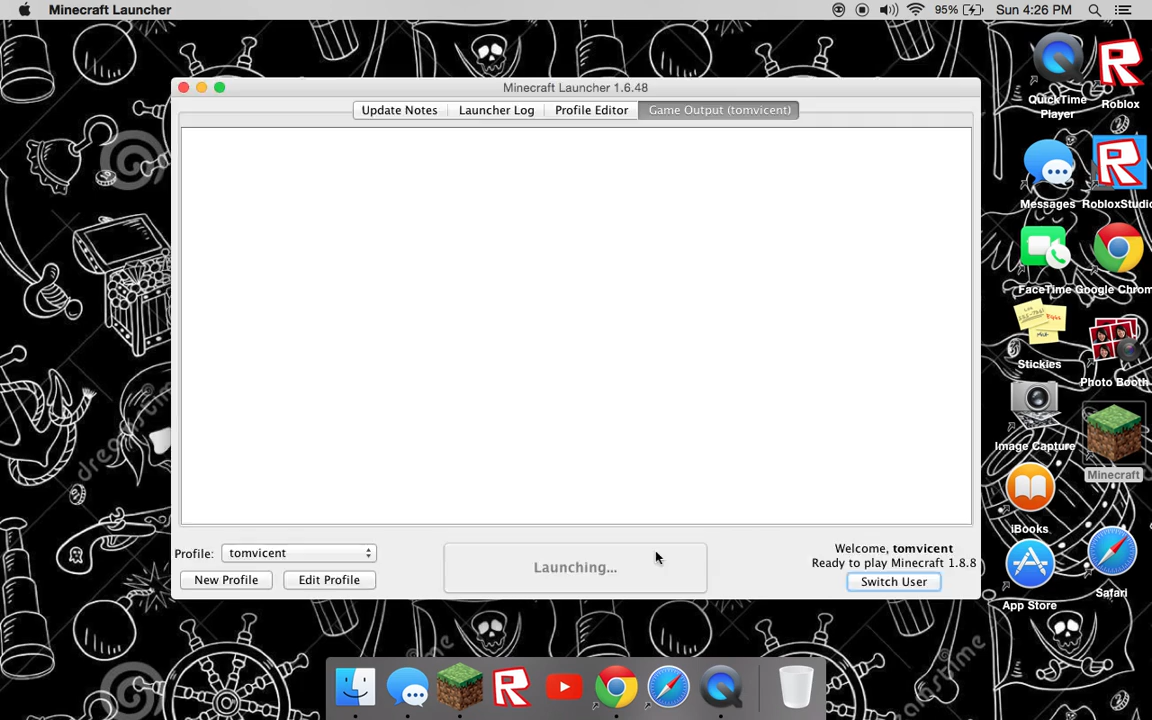 Minecraft Launcher
95%
Sun 4:26 PM
Minecraft Launcher 1.6.48
Update Notes
Launcher Log
Profile Editor
Game Output (tomvicent)
QuickTime
Player
Roblox
Messages
RobloxStudio
FaceTime
Google Chrom
Stickies
Photo Booth
Image Capture
Minecraft
iBooks
App Store
Safari
Profile:
tomvicent
New Profile
Edit Profile
Launching...
Welcome, tomvicent
Ready to play Minecraft 1.8.8
Switch User